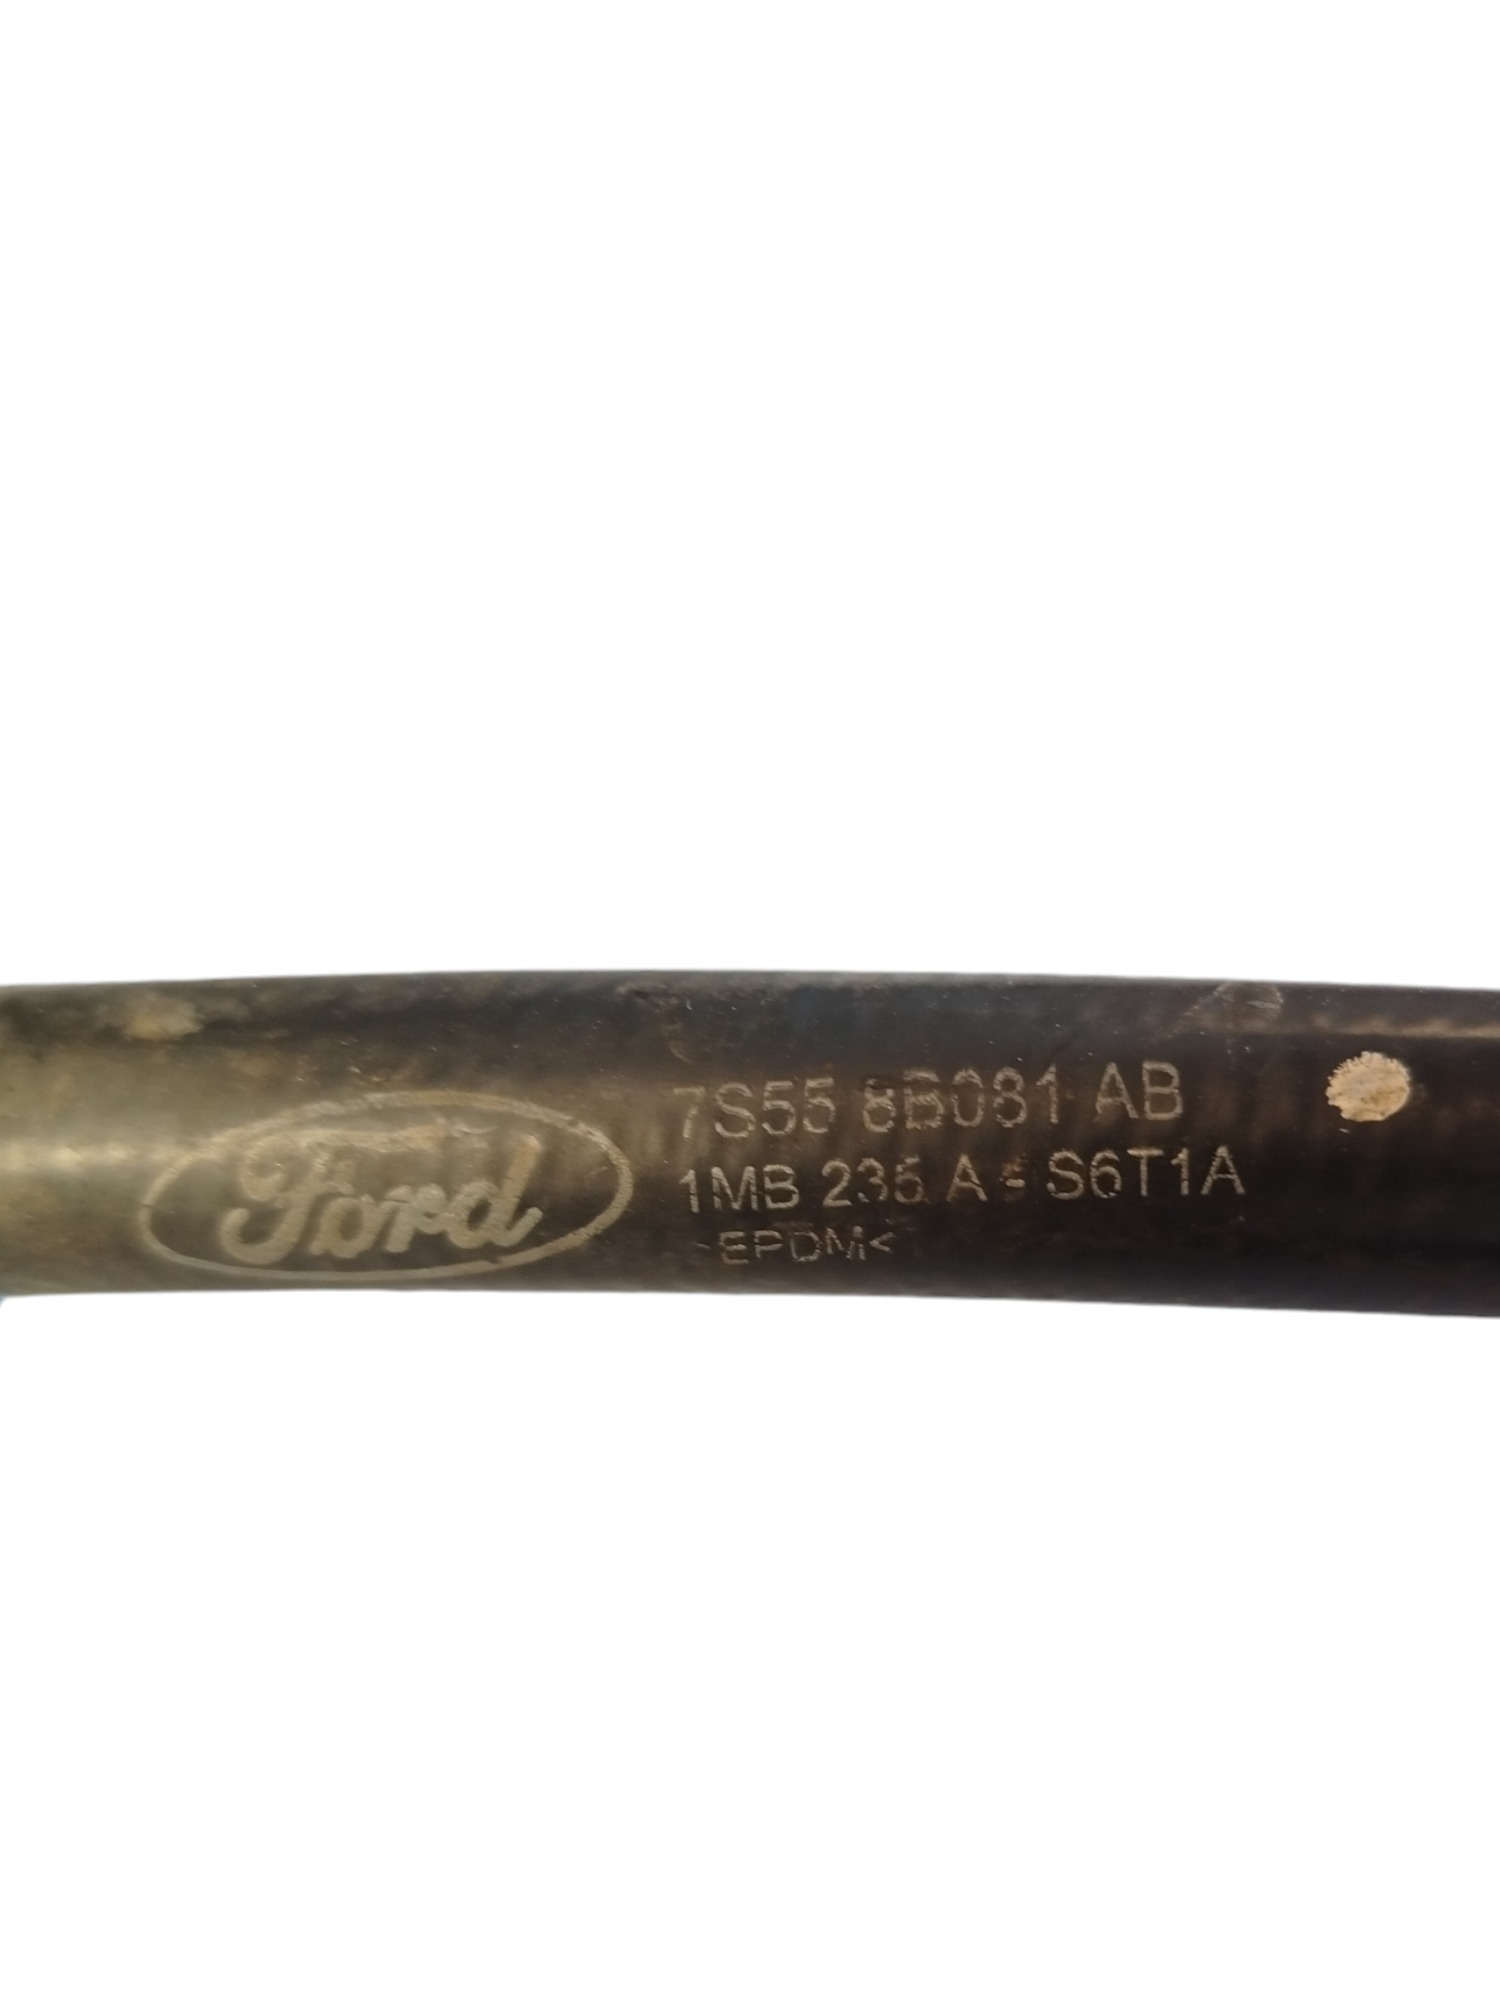 Ford
7S55 8B081 AB
1MB 235 A - S6T1A
>EPDM<